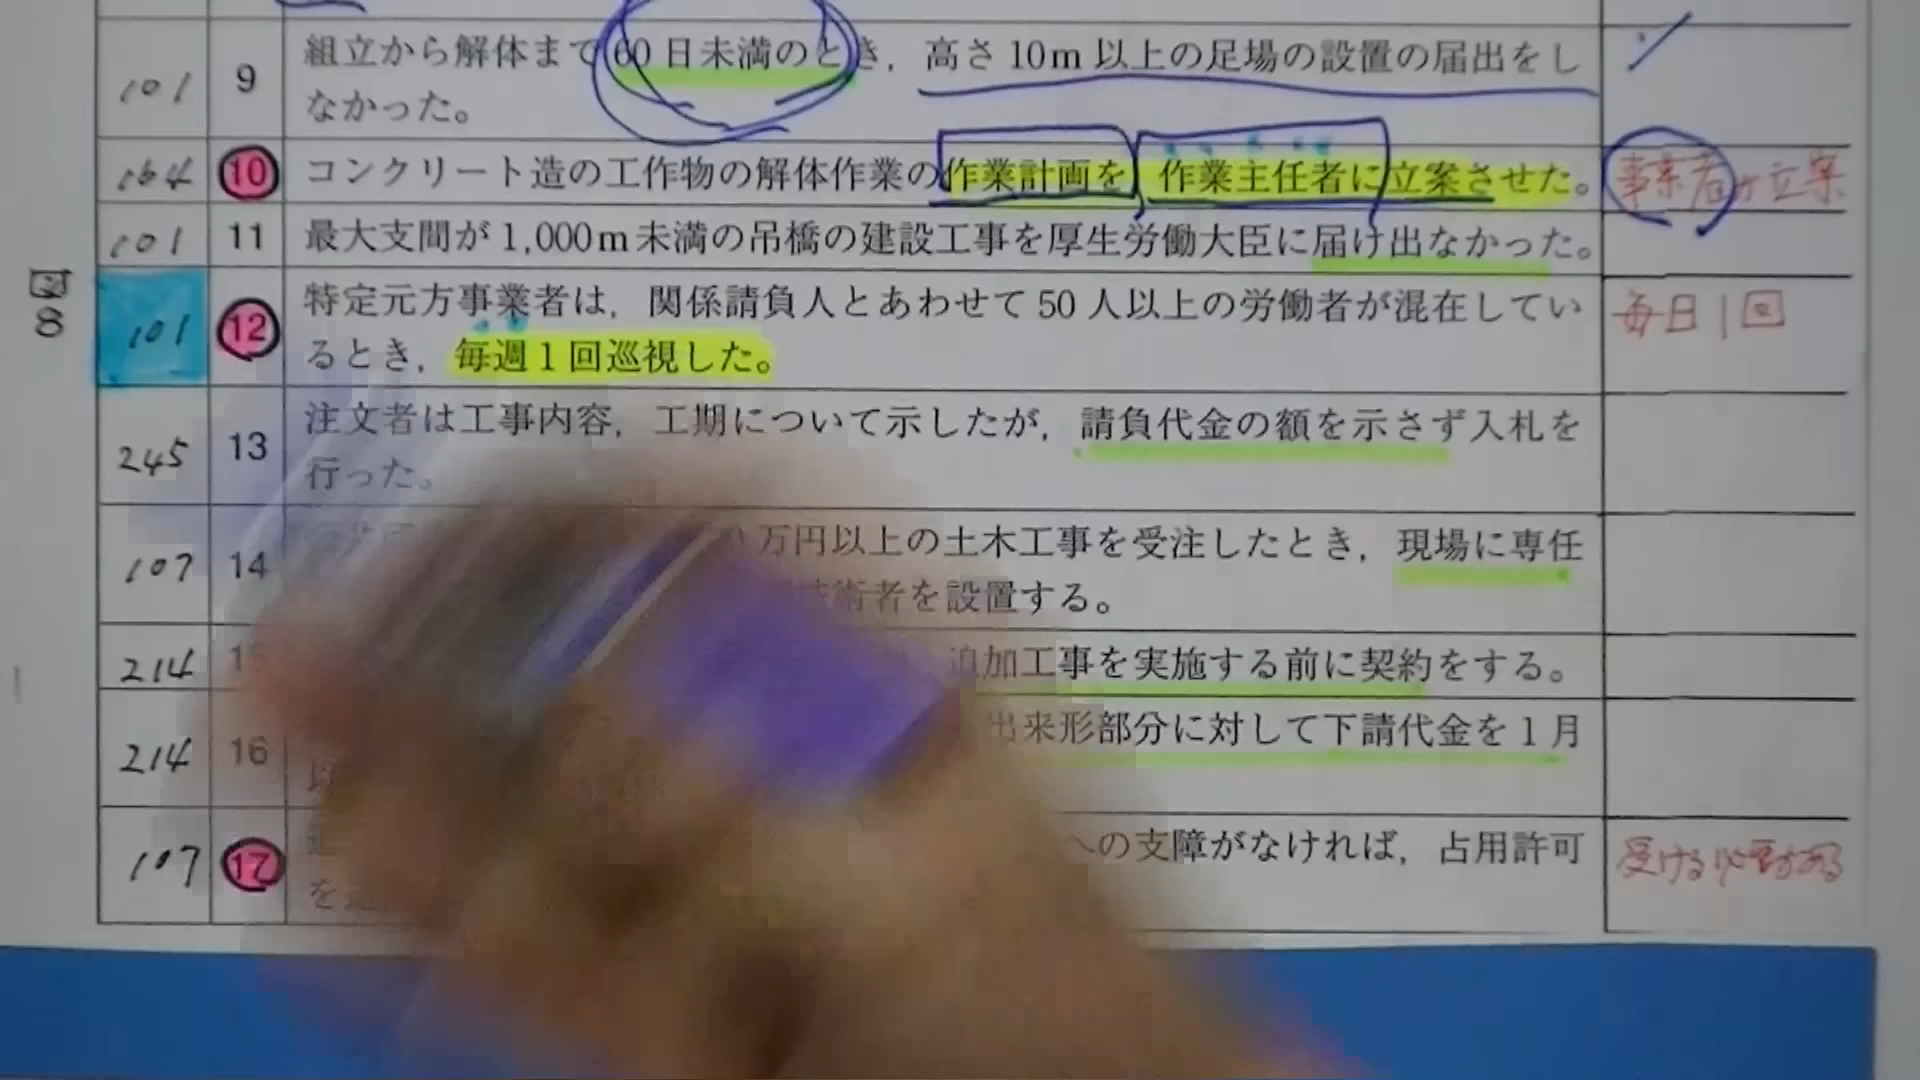 101 9 組立から解体まで60日未満のとき，高さ10m以上の足場の設置の届出をし
なかった。
164 10 コンクリート造の工作物の解体作業の作業計画を，作業主任者に立案させた。 事業者が立案
101 11 最大支間が1,000m未満の吊橋の建設工事を厚生労働大臣に届け出なかった。
101 12 特定元方事業者は，関係請負人とあわせて50人以上の労働者が混在してい 毎日1回
るとき，毎週1回巡視した。
図8
245 13 注文者は工事内容，工期について示したが，請負代金の額を示さず入札を
行った。
107 14 万円以上の土木工事を受注したとき，現場に専任
技術者を設置する。
214 15 追加工事を実施する前に契約をする。
214 16 出来形部分に対して下請代金を1月
以
107 17 への支障がなければ，占用許可 受ける必要がある
を